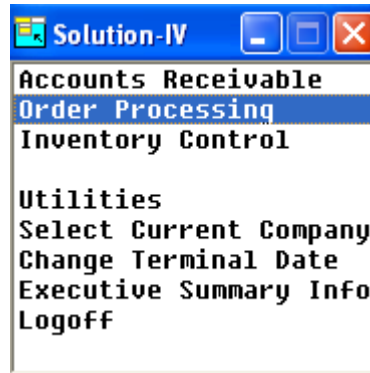 Solution-IV
Accounts Receivable
Order Processing
Inventory Control
Utilities
Select Current Company
Change Terminal Date
Executive Summary Info
Logoff